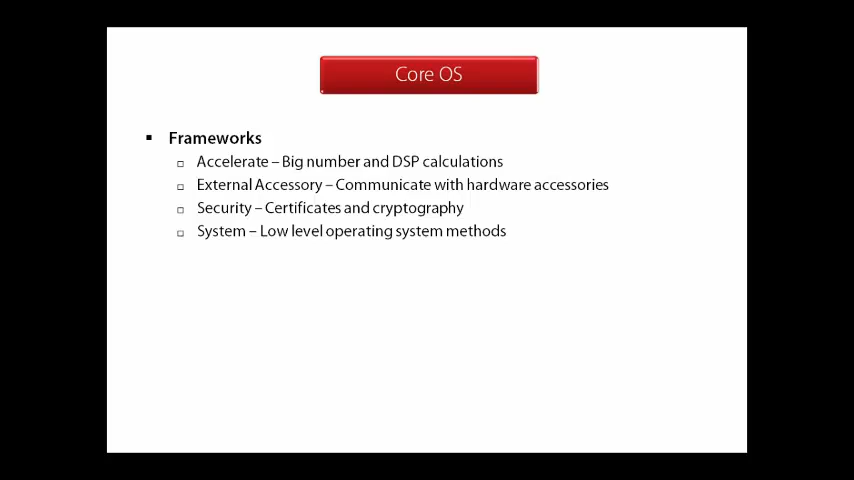 Core OS
Frameworks
Accelerate – Big number and DSP calculations
External Accessory – Communicate with hardware accessories
Security – Certificates and cryptography
System – Low level operating system methods